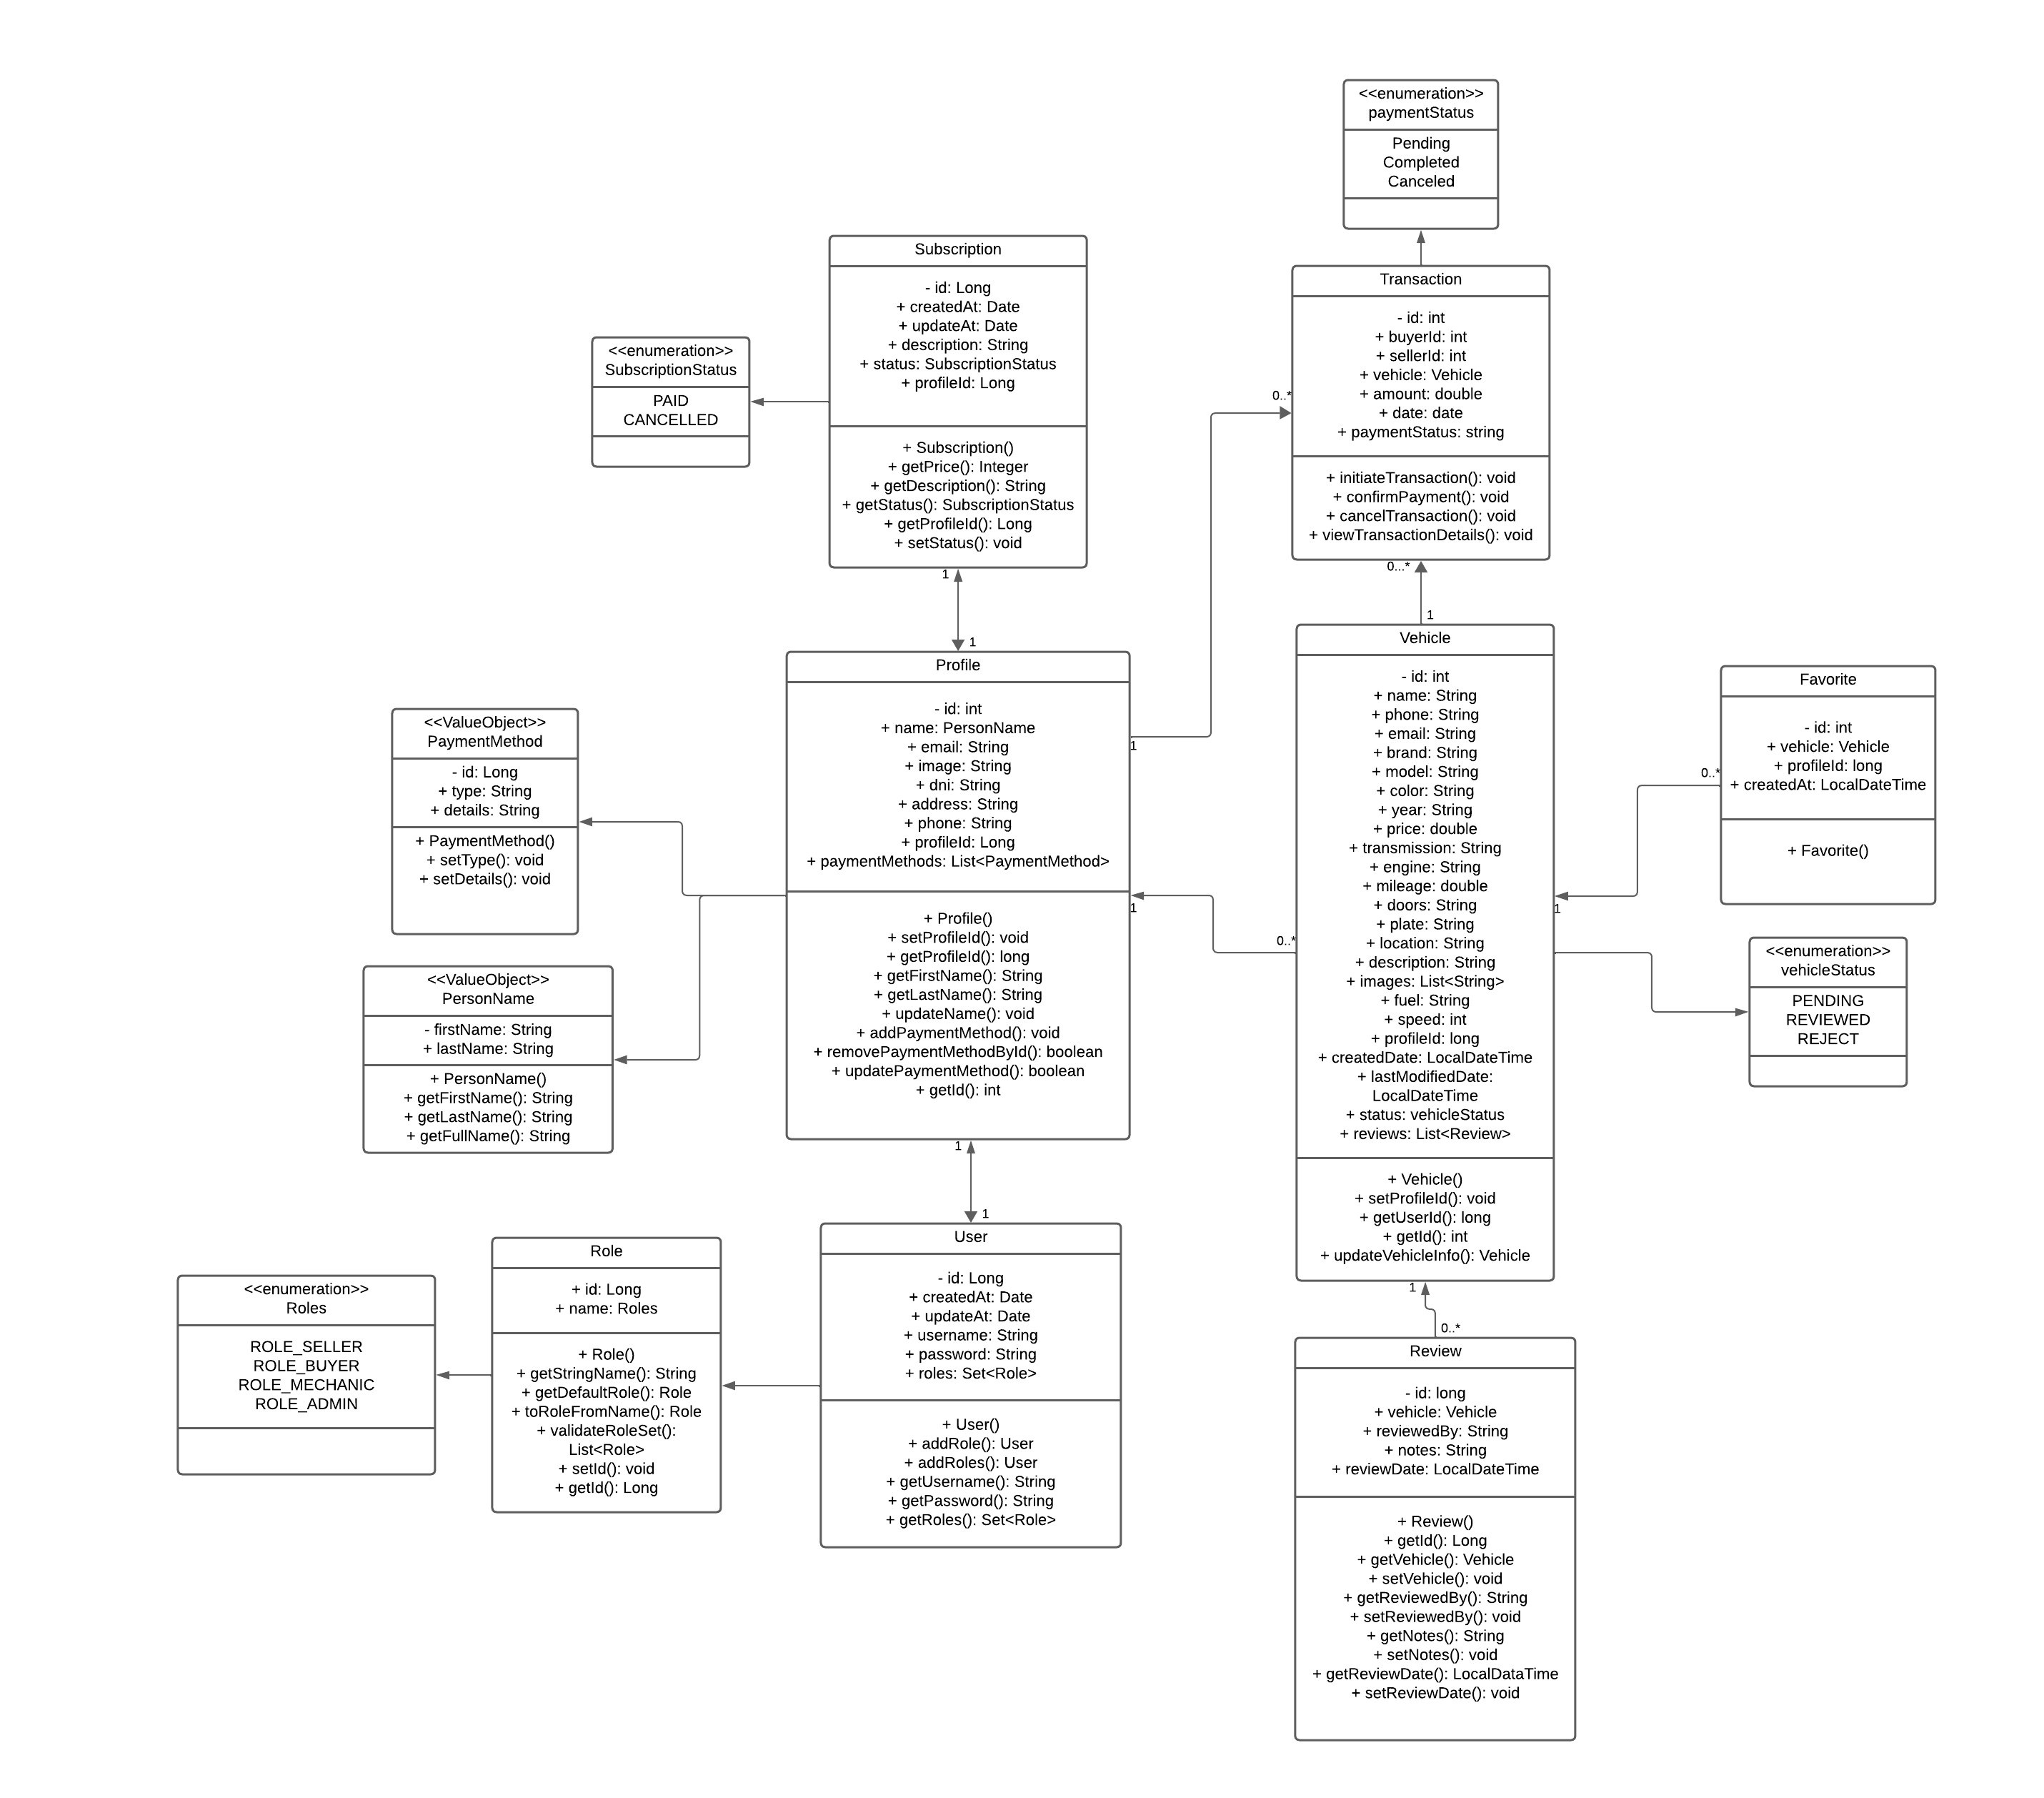 <<enumeration>>
paymentStatus
Pending
Completed
Canceled
Subscription
- id: Long
+ createdAt: Date
+ updateAt: Date
+ description: String
+ status: SubscriptionStatus
+ profileId: Long
+ Subscription()
+ getPrice(): Integer
+ getDescription(): String
+ getStatus(): SubscriptionStatus
+ getProfileId(): Long
+ setStatus(): void
1
1
<<enumeration>>
SubscriptionStatus
PAID
CANCELLED
Transaction
- id: int
+ buyerId: int
+ sellerId: int
+ vehicle: Vehicle
+ amount: double
+ date: date
+ paymentStatus: string
+ initiateTransaction(): void
+ confirmPayment(): void
+ cancelTransaction(): void
+ viewTransactionDetails(): void
0..*
0...*
1
Profile
- id: int
+ name: PersonName
+ email: String
+ image: String
+ dni: String
+ address: String
+ phone: String
+ profileId: Long
+ paymentMethods: List<PaymentMethod>
+ Profile()
+ setProfileId(): void
+ getProfileId(): long
+ getFirstName(): String
+ getLastName(): String
+ updateName(): void
+ addPaymentMethod(): void
+ removePaymentMethodById(): boolean
+ updatePaymentMethod(): boolean
+ getId(): int
1
1
0..*
1
1
<<ValueObject>>
PaymentMethod
- id: Long
+ type: String
+ details: String
+ PaymentMethod()
+ setType(): void
+ setDetails(): void
<<ValueObject>>
PersonName
- firstName: String
+ lastName: String
+ PersonName()
+ getFirstName(): String
+ getLastName(): String
+ getFullName(): String
Vehicle
- id: int
+ name: String
+ phone: String
+ email: String
+ brand: String
+ model: String
+ color: String
+ year: String
+ price: double
+ transmission: String
+ engine: String
+ mileage: double
+ doors: String
+ plate: String
+ location: String
+ description: String
+ images: List<String>
+ fuel: String
+ speed: int
+ profileId: long
+ createdDate: LocalDateTime
+ lastModifiedDate:
LocalDateTime
+ status: vehicleStatus
+ reviews: List<Review>
+ Vehicle()
+ setProfileId(): void
+ getUserId(): long
+ getId(): int
+ updateVehicleInfo(): Vehicle
Favorite
- id: int
+ vehicle: Vehicle
+ profileId: long
+ createdAt: LocalDateTime
+ Favorite()
0..*
1
<<enumeration>>
vehicleStatus
PENDING
REVIEWED
REJECT
<<enumeration>>
Roles
ROLE_SELLER
ROLE_BUYER
ROLE_MECHANIC
ROLE_ADMIN
Role
+ id: Long
+ name: Roles
+ Role()
+ getStringName(): String
+ getDefaultRole(): Role
+ toRoleFromName(): Role
+ validateRoleSet():
List<Role>
+ setId(): void
+ getId(): Long
User
- id: Long
+ createdAt: Date
+ updateAt: Date
+ username: String
+ password: String
+ roles: Set<Role>
+ User()
+ addRole(): User
+ addRoles(): User
+ getUsername(): String
+ getPassword(): String
+ getRoles(): Set<Role>
1
0..*
Review
- id: long
+ vehicle: Vehicle
+ reviewedBy: String
+ notes: String
+ reviewDate: LocalDateTime
+ Review()
+ getId(): Long
+ getVehicle(): Vehicle
+ setVehicle(): void
+ getReviewedBy(): String
+ setReviewedBy(): void
+ getNotes(): String
+ setNotes(): void
+ getReviewDate(): LocalDataTime
+ setReviewDate(): void